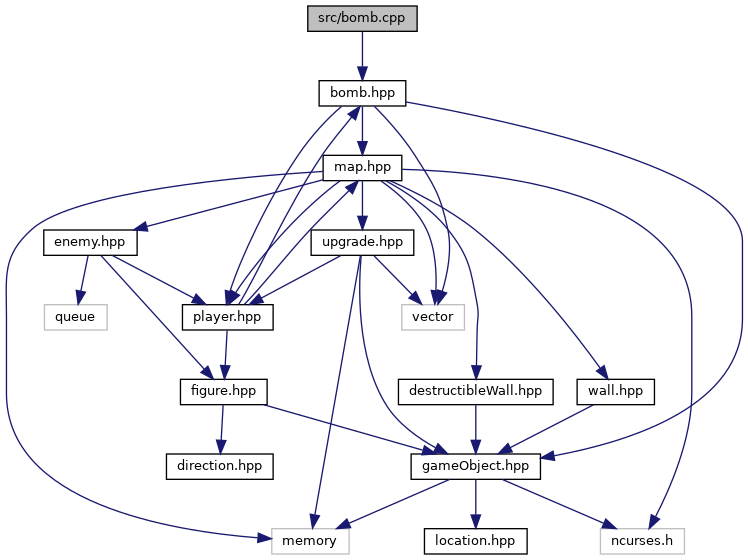 src/bomb.cpp
bomb.hpp
map.hpp
enemy.hpp
upgrade.hpp
queue
player.hpp
vector
figure.hpp
destructibleWall.hpp
wall.hpp
direction.hpp
gameObject.hpp
memory
location.hpp
ncurses.h